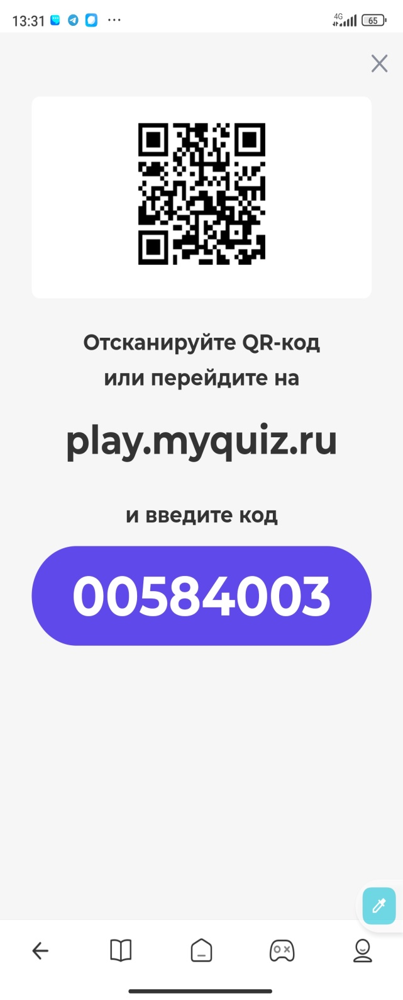 13:31
4G
65
Отсканируйте QR-код
или перейдите на
play.myquiz.ru
и введите код
00584003